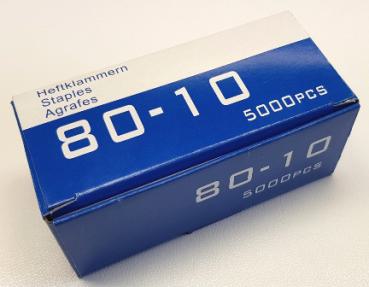 Heftklammern
Staples
Agrafes
80-10
5000PCS
80-10
5000PCS